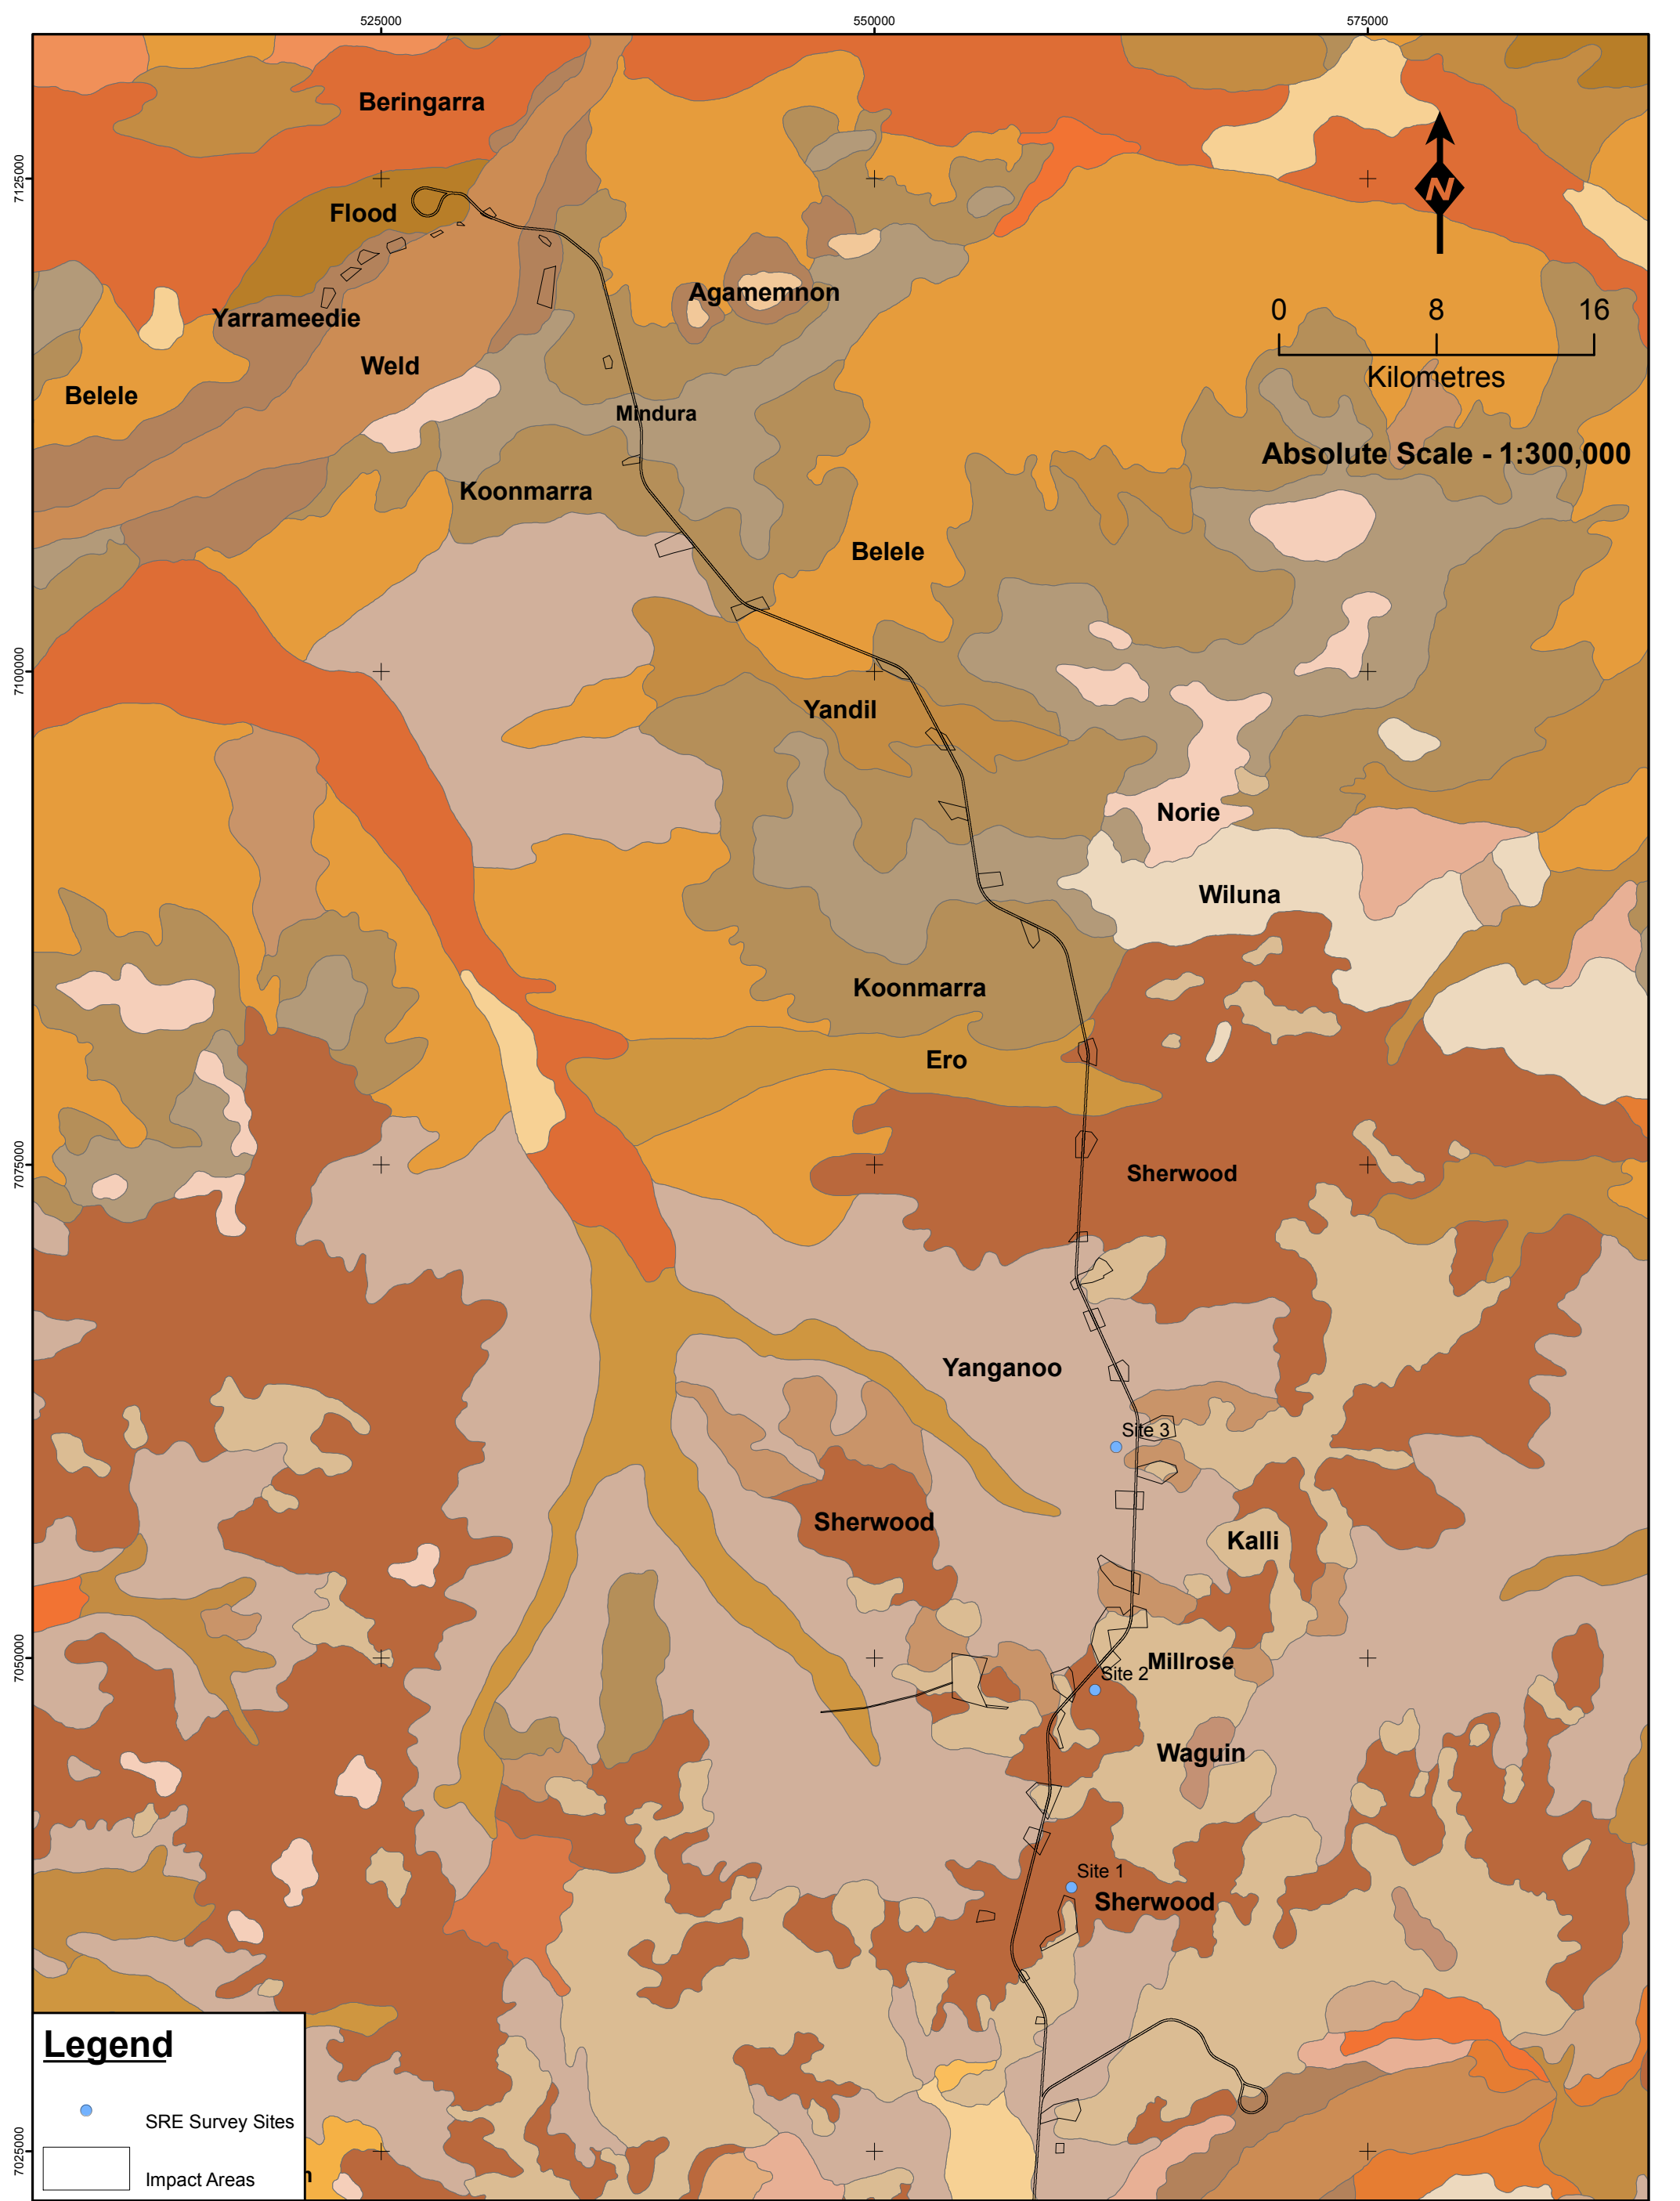 525000
550000
575000
Beringarra
7125000
N
Flood
Agamemnon
0
8
16
Yarrameedie
Weld
Kilometres
Belele
Mindura
Absolute Scale - 1:300,000
Koonmarra
Belele
7100000
Yandil
Norie
Wiluna
Koonmarra
Ero
7075000
Sherwood
Yanganoo
Site 3
Sherwood
Kalli
7050000
Millrose
Site 2
Waguin
Site 1
Sherwood
Legend
SRE Survey Sites
7025000
Impact Areas